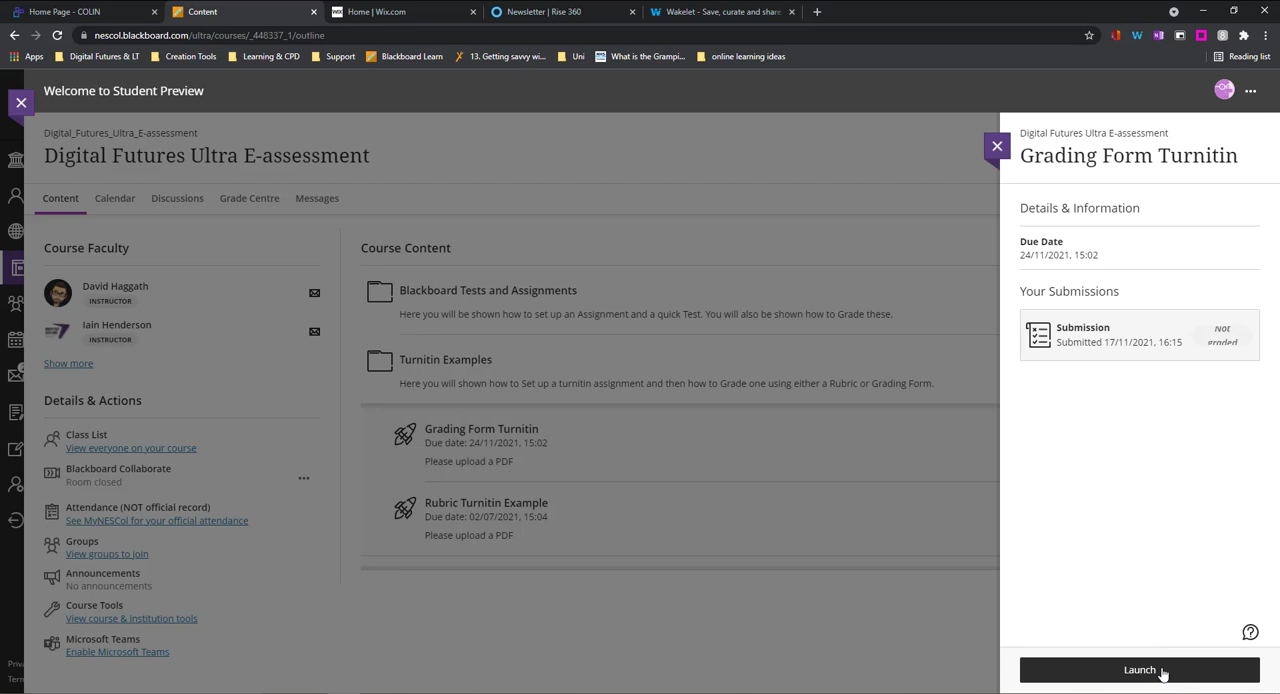 Home Page - COLIN
Content
WIX Home | Wix.com
Newsletter | Rise 360
Wakelet - Save, curate and share
nescol.blackboard.com/ultra/courses/_448337_1/outline
Apps Digital Futures & LT Creation Tools Learning & CPD Support Blackboard Learn 13. Getting savvy wi... Uni What is the Grampi... online learning ideas Reading list
Welcome to Student Preview
Digital_Futures_Ultra_E-assessment
Digital Futures Ultra E-assessment
Content Calendar Discussions Grade Centre Messages
Course Faculty
David Haggath
INSTRUCTOR
Iain Henderson
INSTRUCTOR
Show more
Details & Actions
Class List
View everyone on your course
Blackboard Collaborate
Room closed
Attendance (NOT official record)
See MyNESCol for your official attendance
Groups
View groups to join
Announcements
No announcements
Course Tools
View course & institution tools
Microsoft Teams
Enable Microsoft Teams
Priva
Term
Course Content
Blackboard Tests and Assignments
Here you will be shown how to set up an Assignment and a quick Test. You will also be shown how to Grade these.
Turnitin Examples
Here you will shown how to Set up a turnitin assignment and then how to Grade one using either a Rubric or Grading Form.
Grading Form Turnitin
Due date: 24/11/2021, 15:02
Please upload a PDF
Rubric Turnitin Example
Due date: 02/07/2021, 15:04
Please upload a PDF
Digital Futures Ultra E-assessment
Grading Form Turnitin
Details & Information
Due Date
24/11/2021, 15:02
Your Submissions
Submission
Submitted 17/11/2021, 16:15
Not
graded
Launch